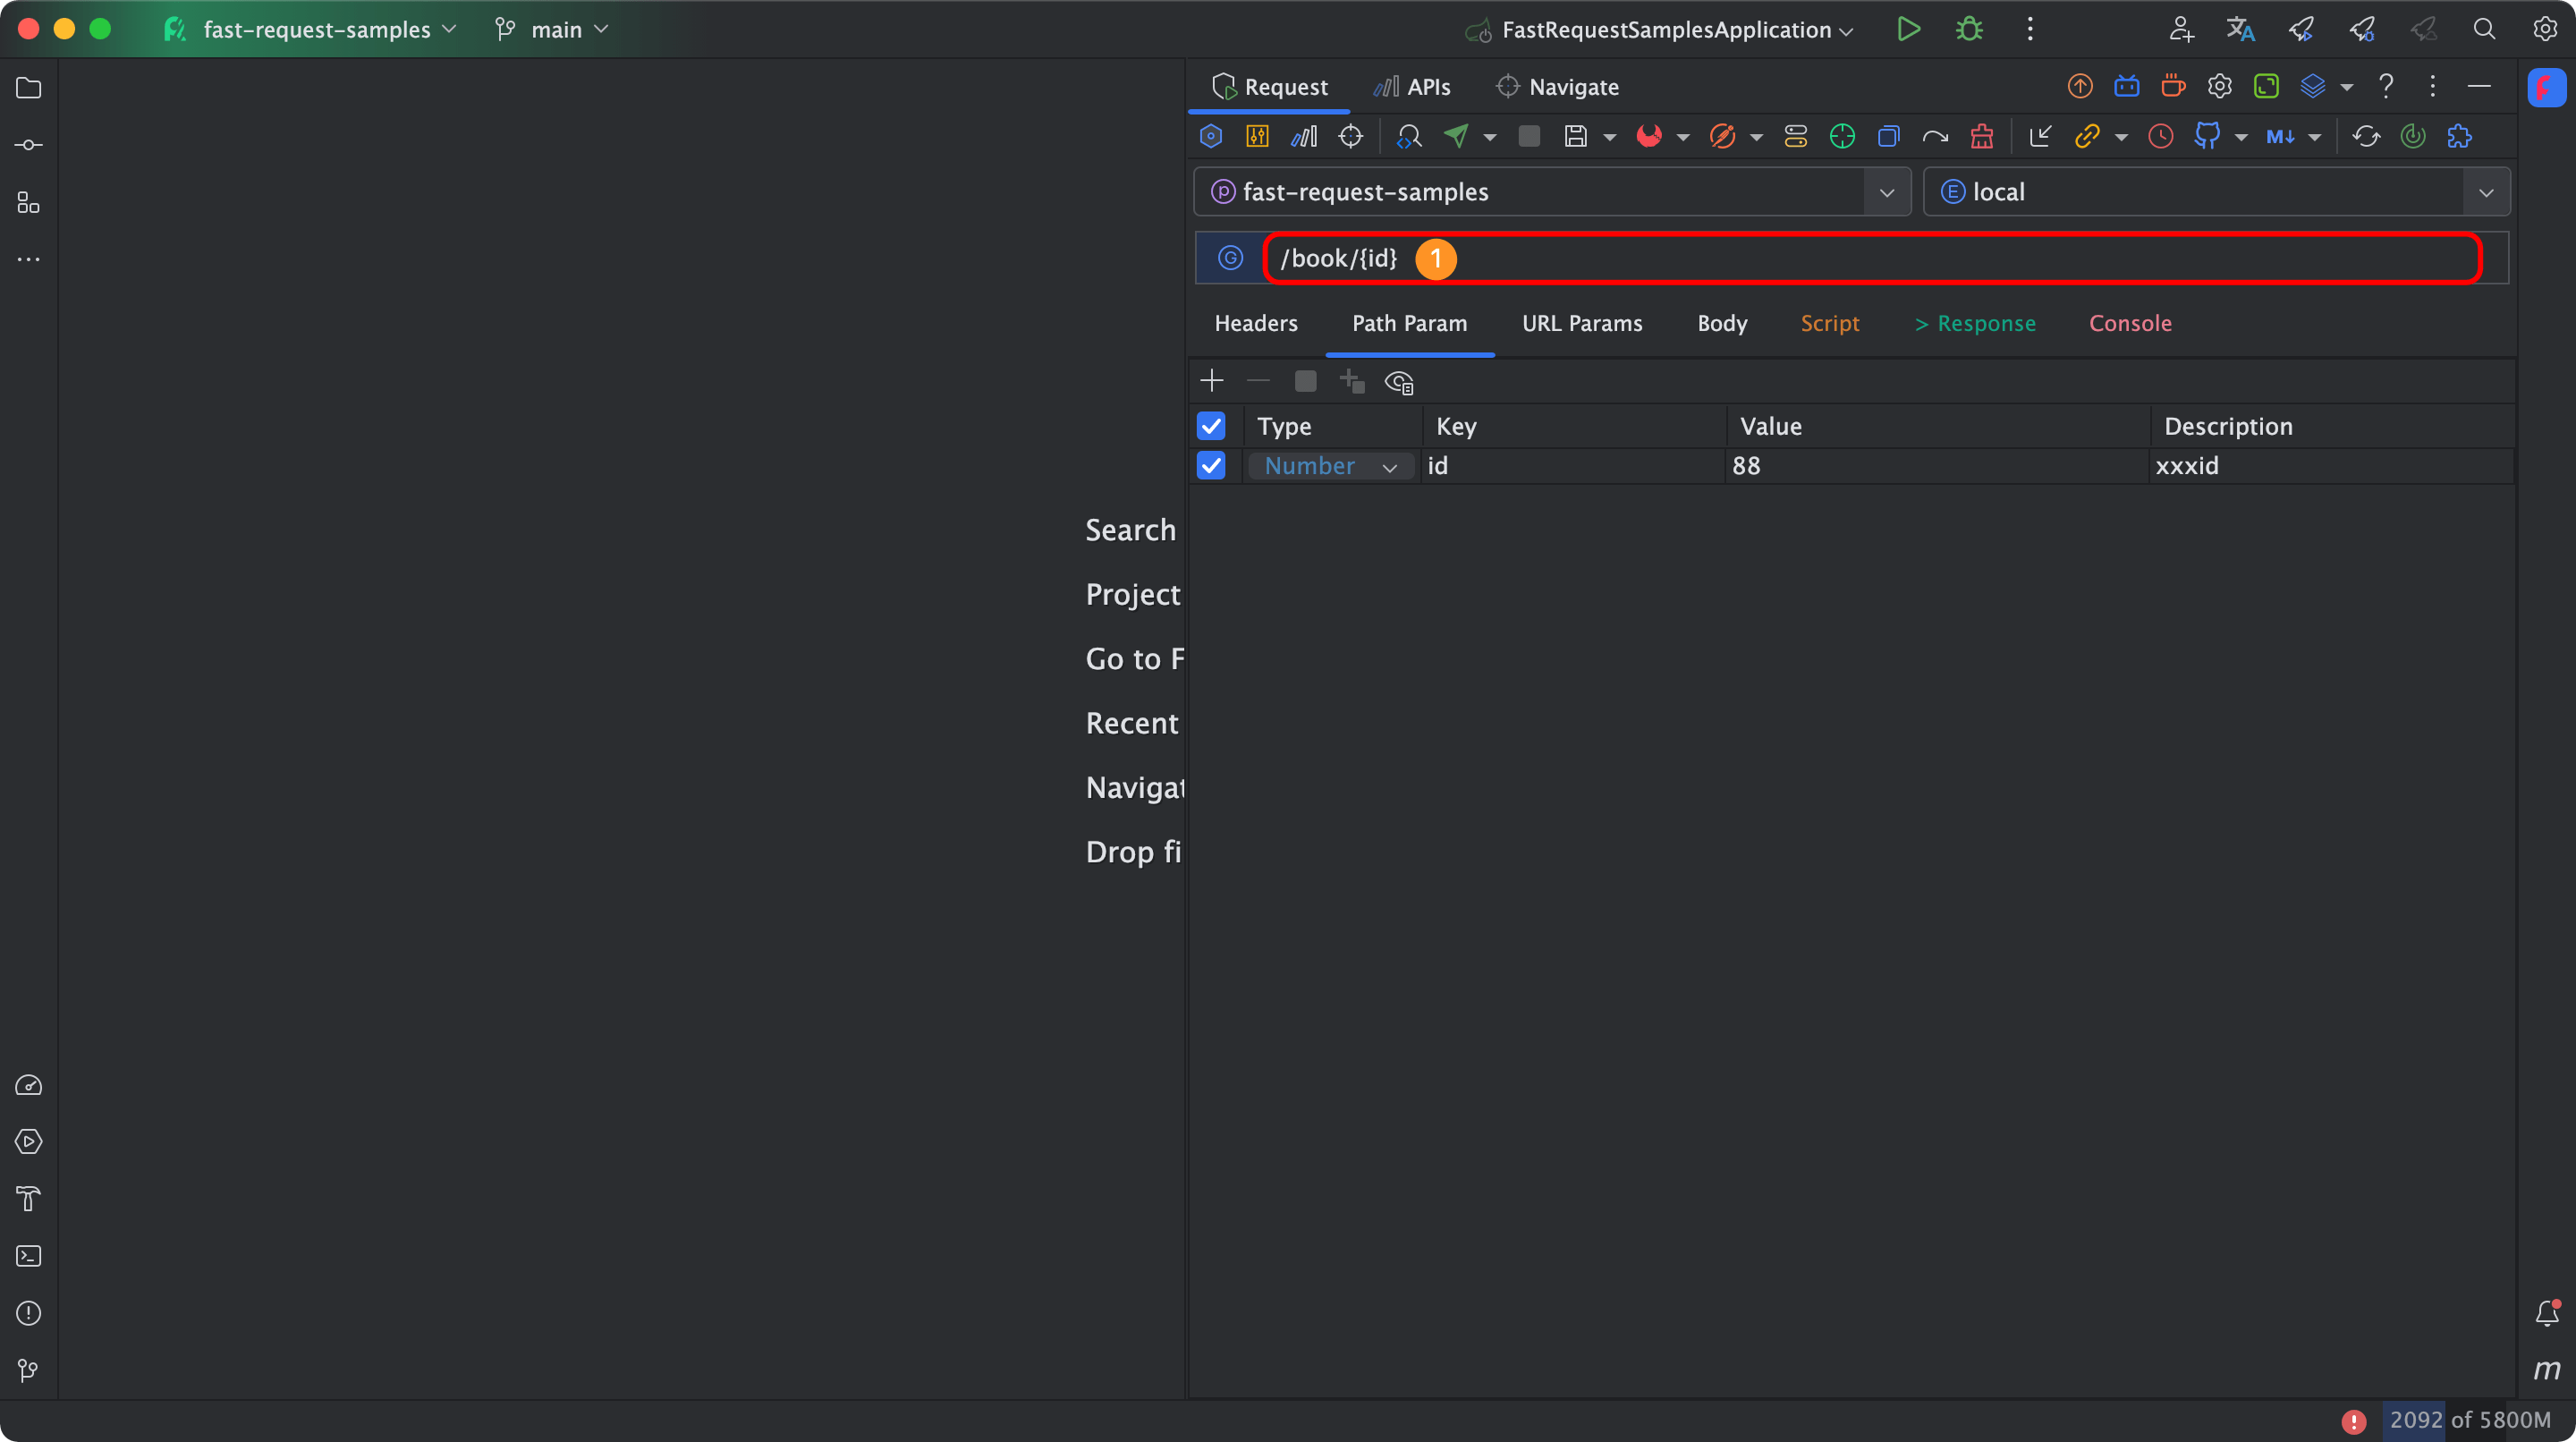 fast-request-samples main FastRequestSamplesApplication
Request APIs Navigate
M↓
P fast-request-samples E local
G /book/{id} 1
Headers Path Param URL Params Body Script > Response Console
Type Key Value Description
Number id 88 xxxid
Search
Project
Go to F
Recent
Navigat
Drop fi
m
2092 of 5800M